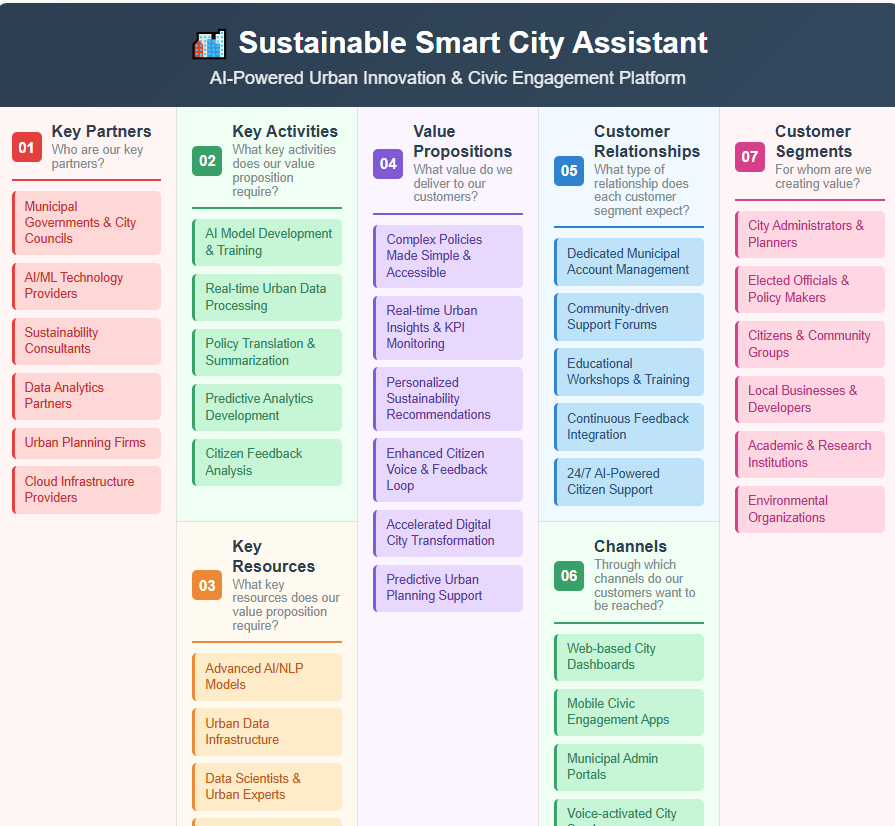 Sustainable Smart City Assistant
AI-Powered Urban Innovation & Civic Engagement Platform
01
Key Partners
Who are our key
partners?
Municipal
Governments & City
Councils
AI/ML Technology
Providers
Sustainability
Consultants
Data Analytics
Partners
Urban Planning Firms
Cloud Infrastructure
Providers
02
Key Activities
What key activities
does our value
proposition
require?
AI Model Development
& Training
Real-time Urban Data
Processing
Policy Translation &
Summarization
Predictive Analytics
Development
Citizen Feedback
Analysis
03
Key
Resources
What key
resources does our
value proposition
require?
Advanced AI/NLP
Models
Urban Data
Infrastructure
Data Scientists &
Urban Experts
04
Value
Propositions
What value do we
deliver to our
customers?
Complex Policies
Made Simple &
Accessible
Real-time Urban
Insights & KPI
Monitoring
Personalized
Sustainability
Recommendations
Enhanced Citizen
Voice & Feedback
Loop
Accelerated Digital
City Transformation
Predictive Urban
Planning Support
05
Customer
Relationships
What type of
relationship does
each customer
segment expect?
Dedicated Municipal
Account Management
Community-driven
Support Forums
Educational
Workshops & Training
Continuous Feedback
Integration
24/7 AI-Powered
Citizen Support
06
Channels
Through which
channels do our
customers want to
be reached?
Web-based City
Dashboards
Mobile Civic
Engagement Apps
Municipal Admin
Portals
Voice-activated City
07
Customer
Segments
For whom are we
creating value?
City Administrators &
Planners
Elected Officials &
Policy Makers
Citizens & Community
Groups
Local Businesses &
Developers
Academic & Research
Institutions
Environmental
Organizations